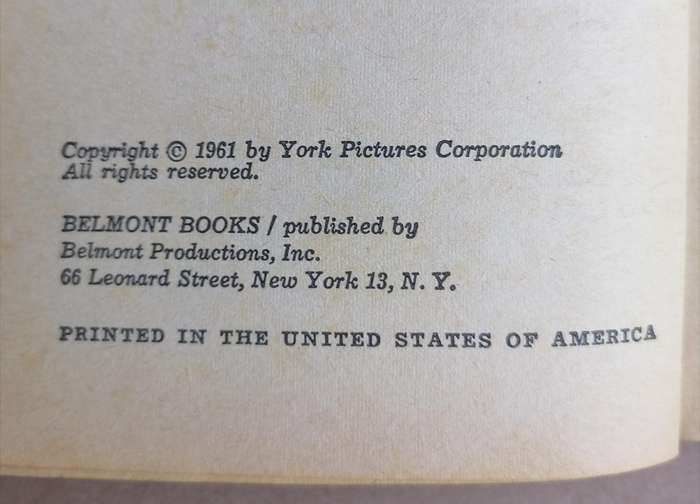 Copyright © 1961 by York Pictures Corporation
All rights reserved.
BELMONT BOOKS / published by
Belmont Productions, Inc.
66 Leonard Street, New York 13, N. Y.
PRINTED IN THE UNITED STATES OF AMERICA